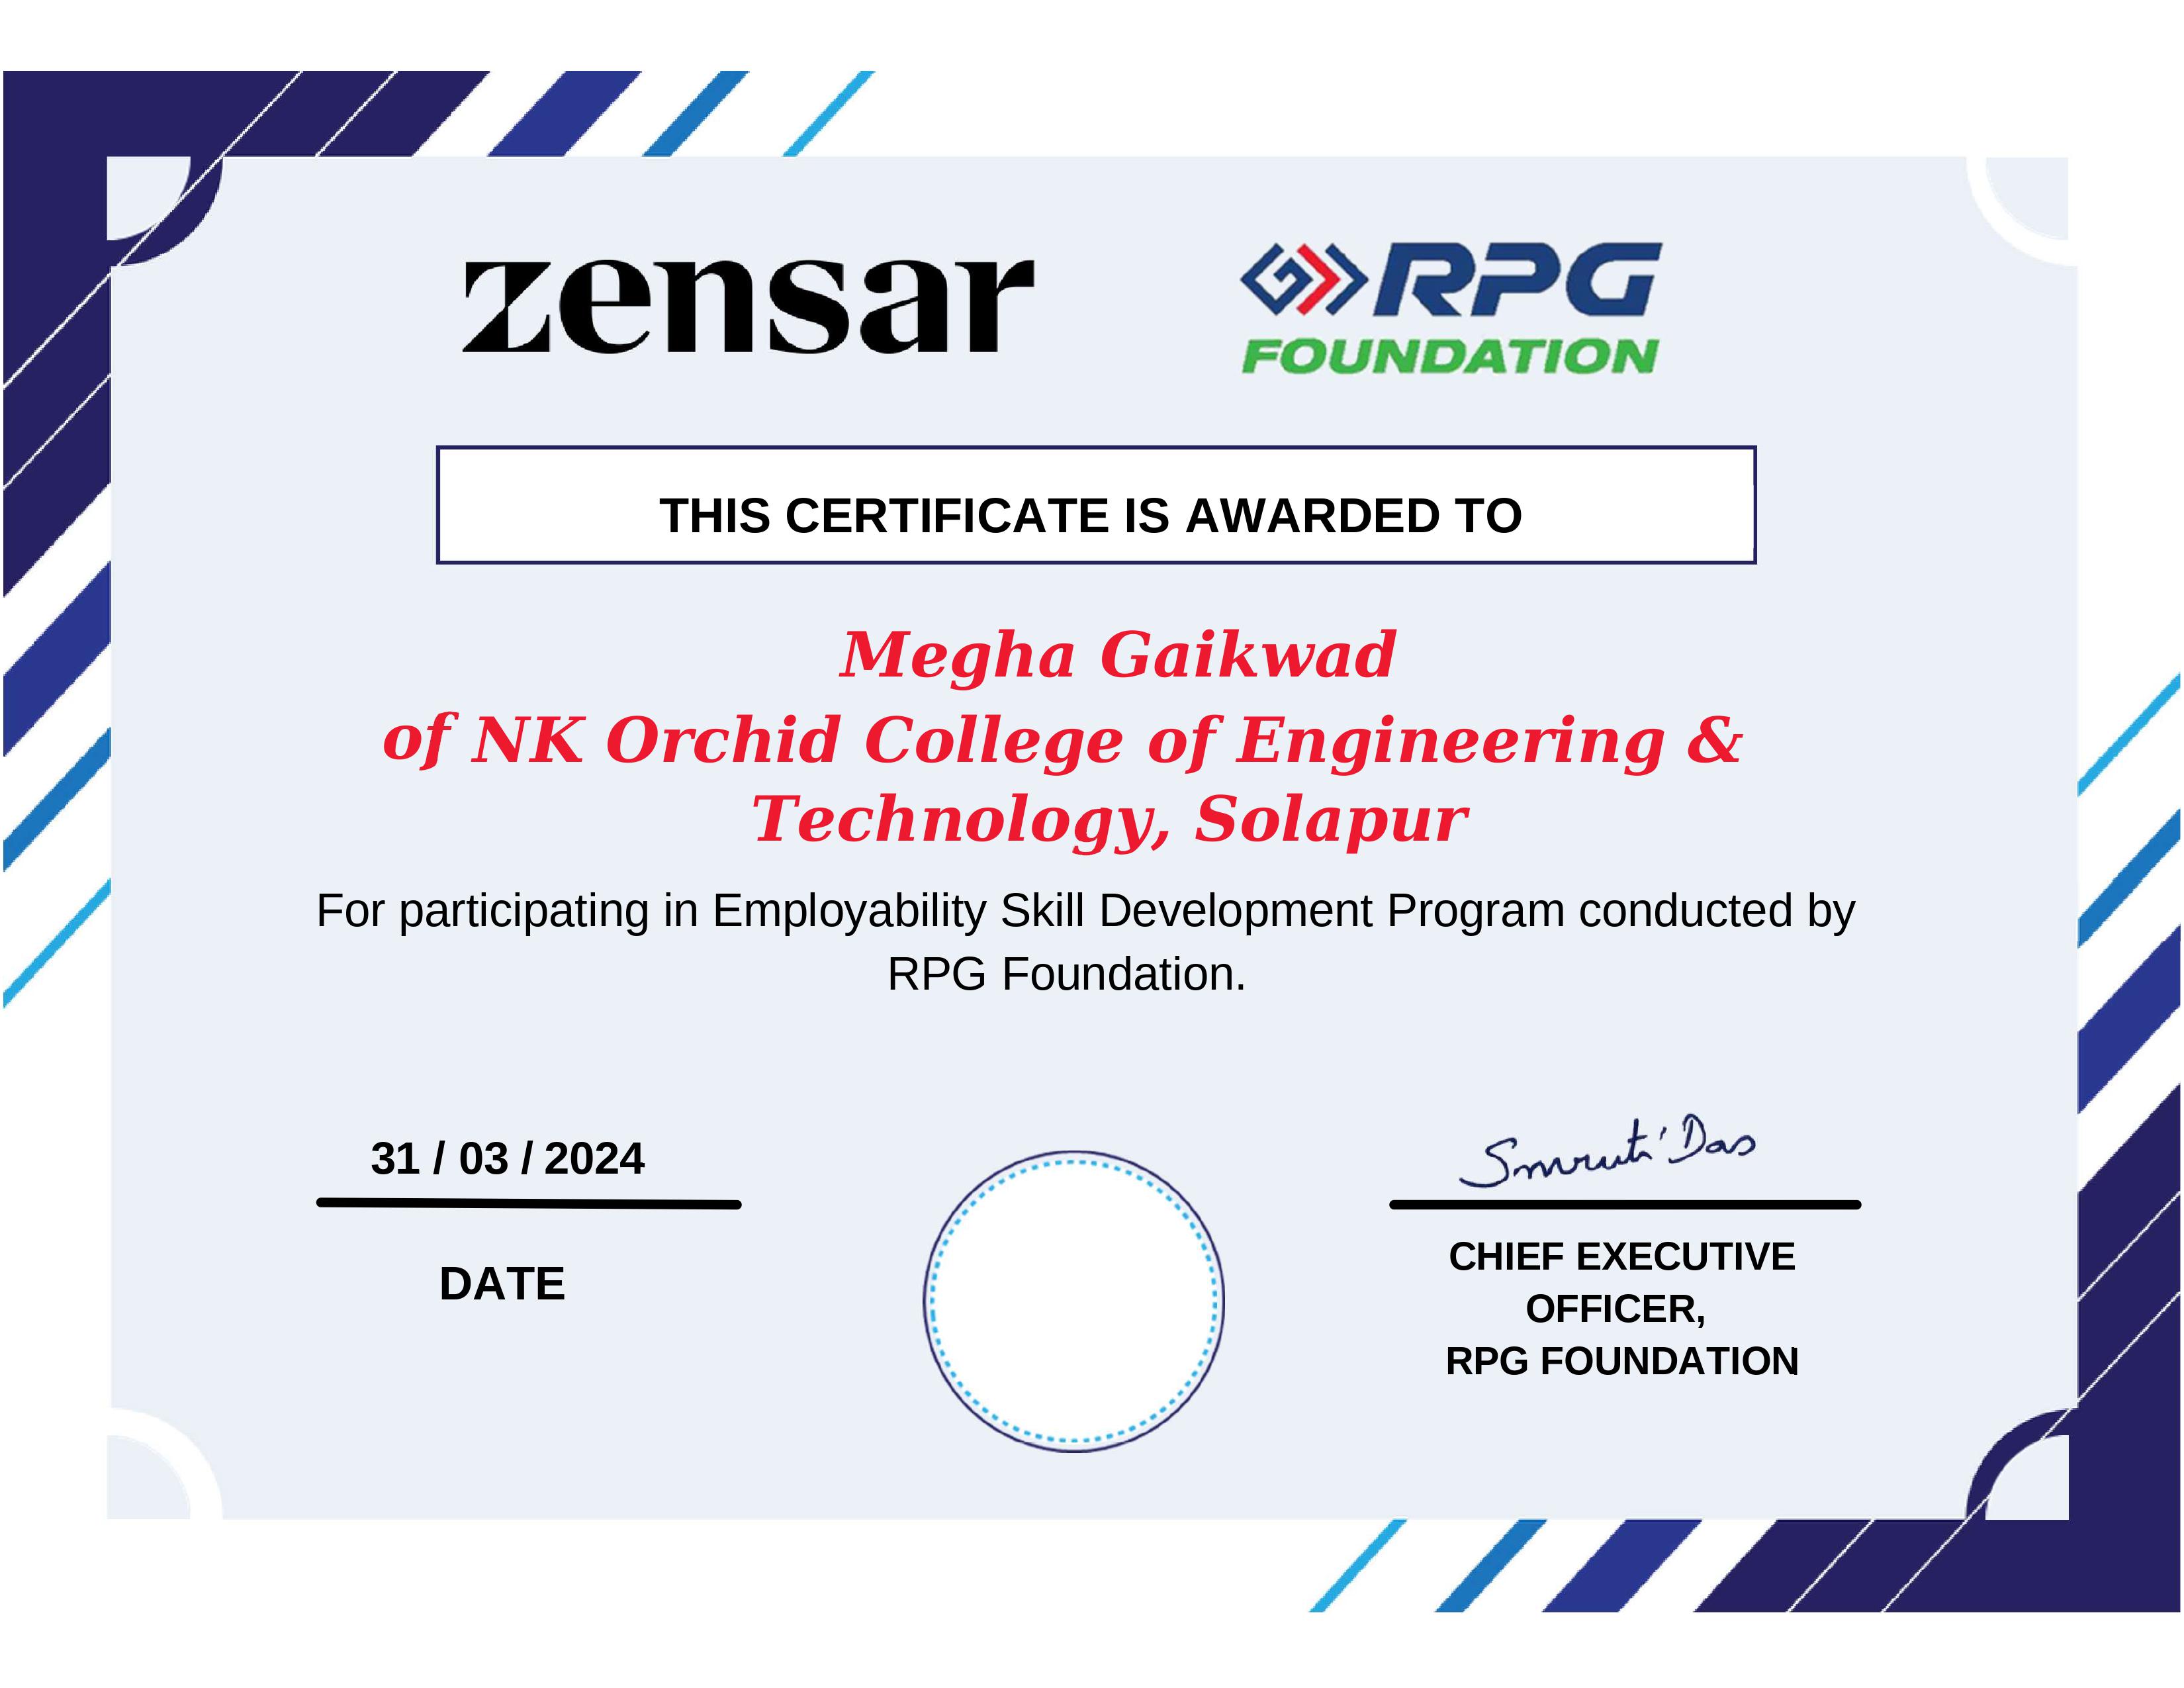 zensar
RPG
FOUNDATION
THIS CERTIFICATE IS AWARDED TO
Megha Gaikwad
of NK Orchid College of Engineering &
Technology, Solapur
For participating in Employability Skill Development Program conducted by
RPG Foundation.
31 / 03 / 2024
DATE
Smruti Das
CHIEF EXECUTIVE
OFFICER,
RPG FOUNDATION